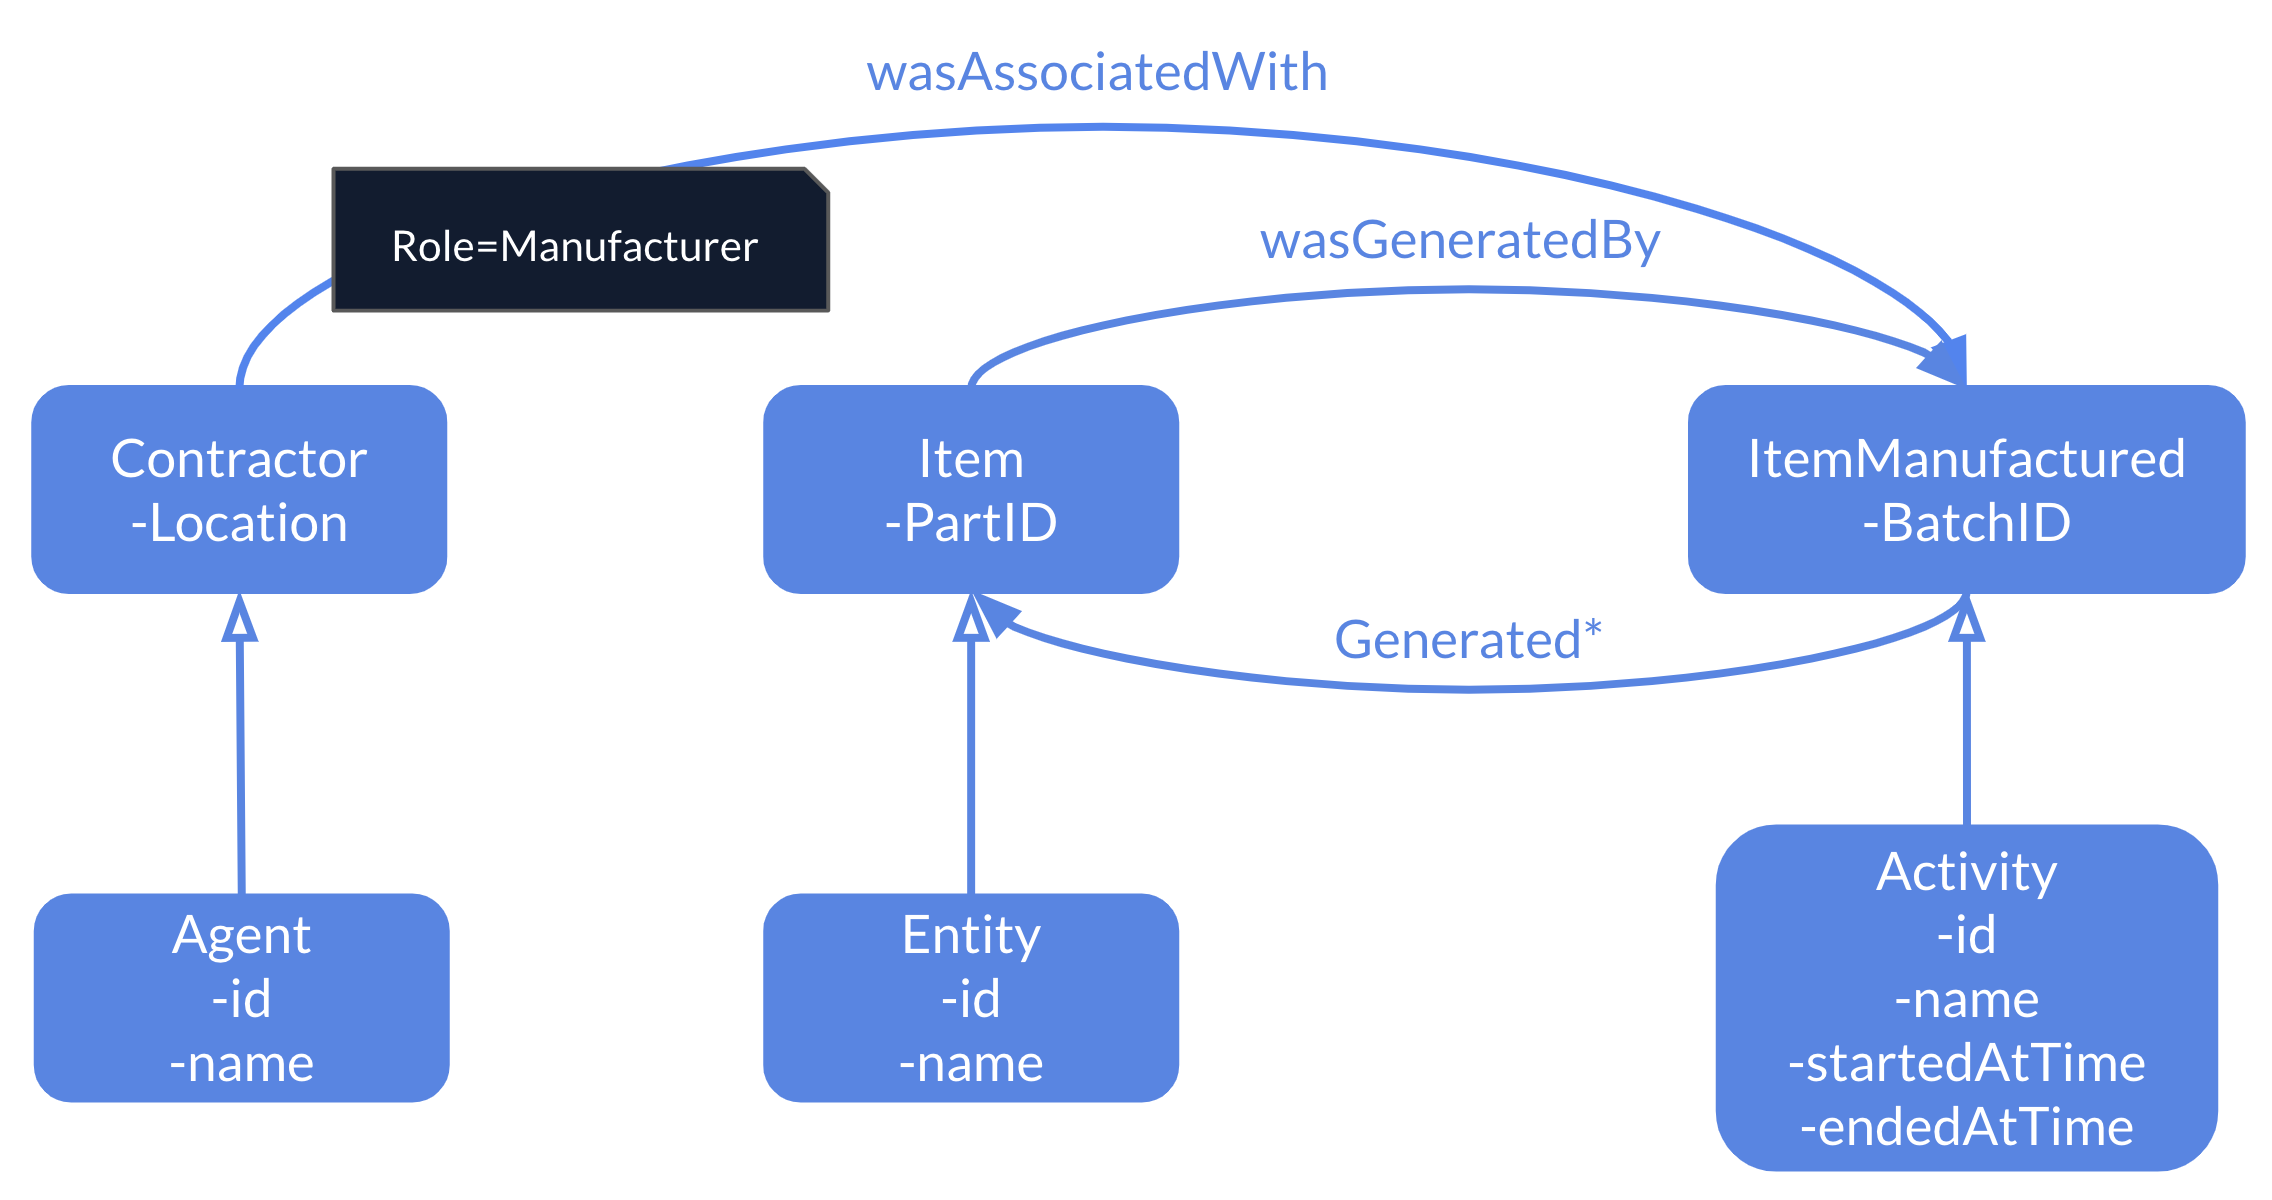 wasAssociatedWith
Role=Manufacturer
wasGeneratedBy
Contractor
-Location
Item
-PartID
ItemManufactured
-BatchID
Generated*
Agent
-id
-name
Entity
-id
-name
Activity
-id
-name
-startedAtTime
-endedAtTime